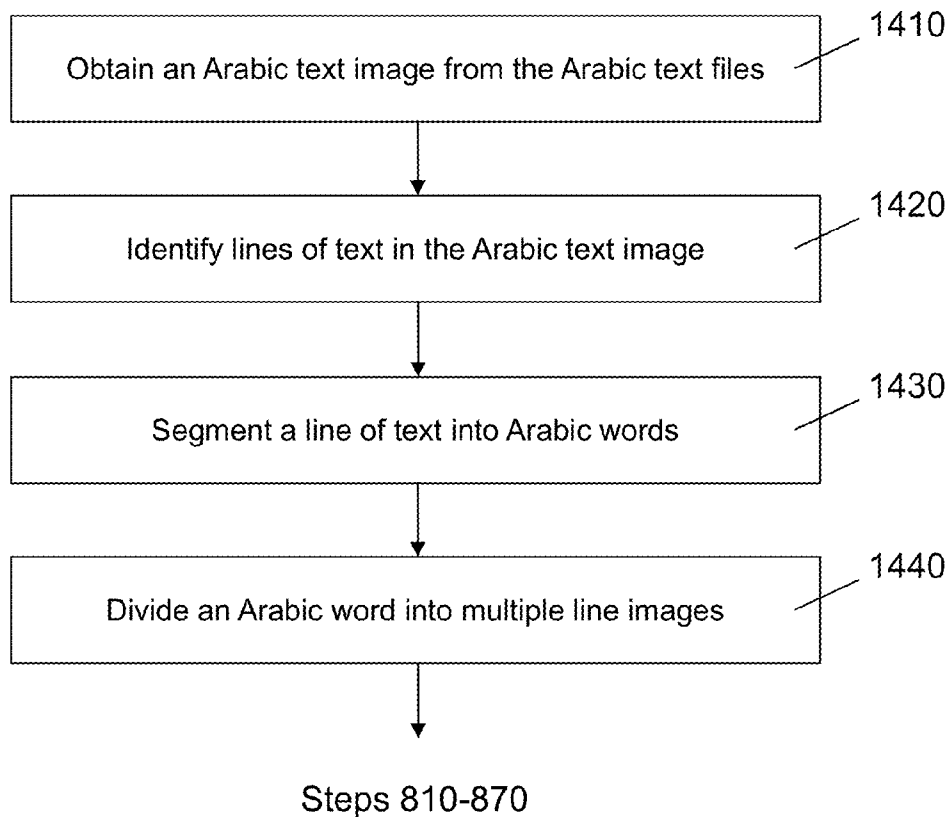 1410
Obtain an Arabic text image from the Arabic text files
1420
Identify lines of text in the Arabic text image
1430
Segment a line of text into Arabic words
1440
Divide an Arabic word into multiple line images
Steps 810-870